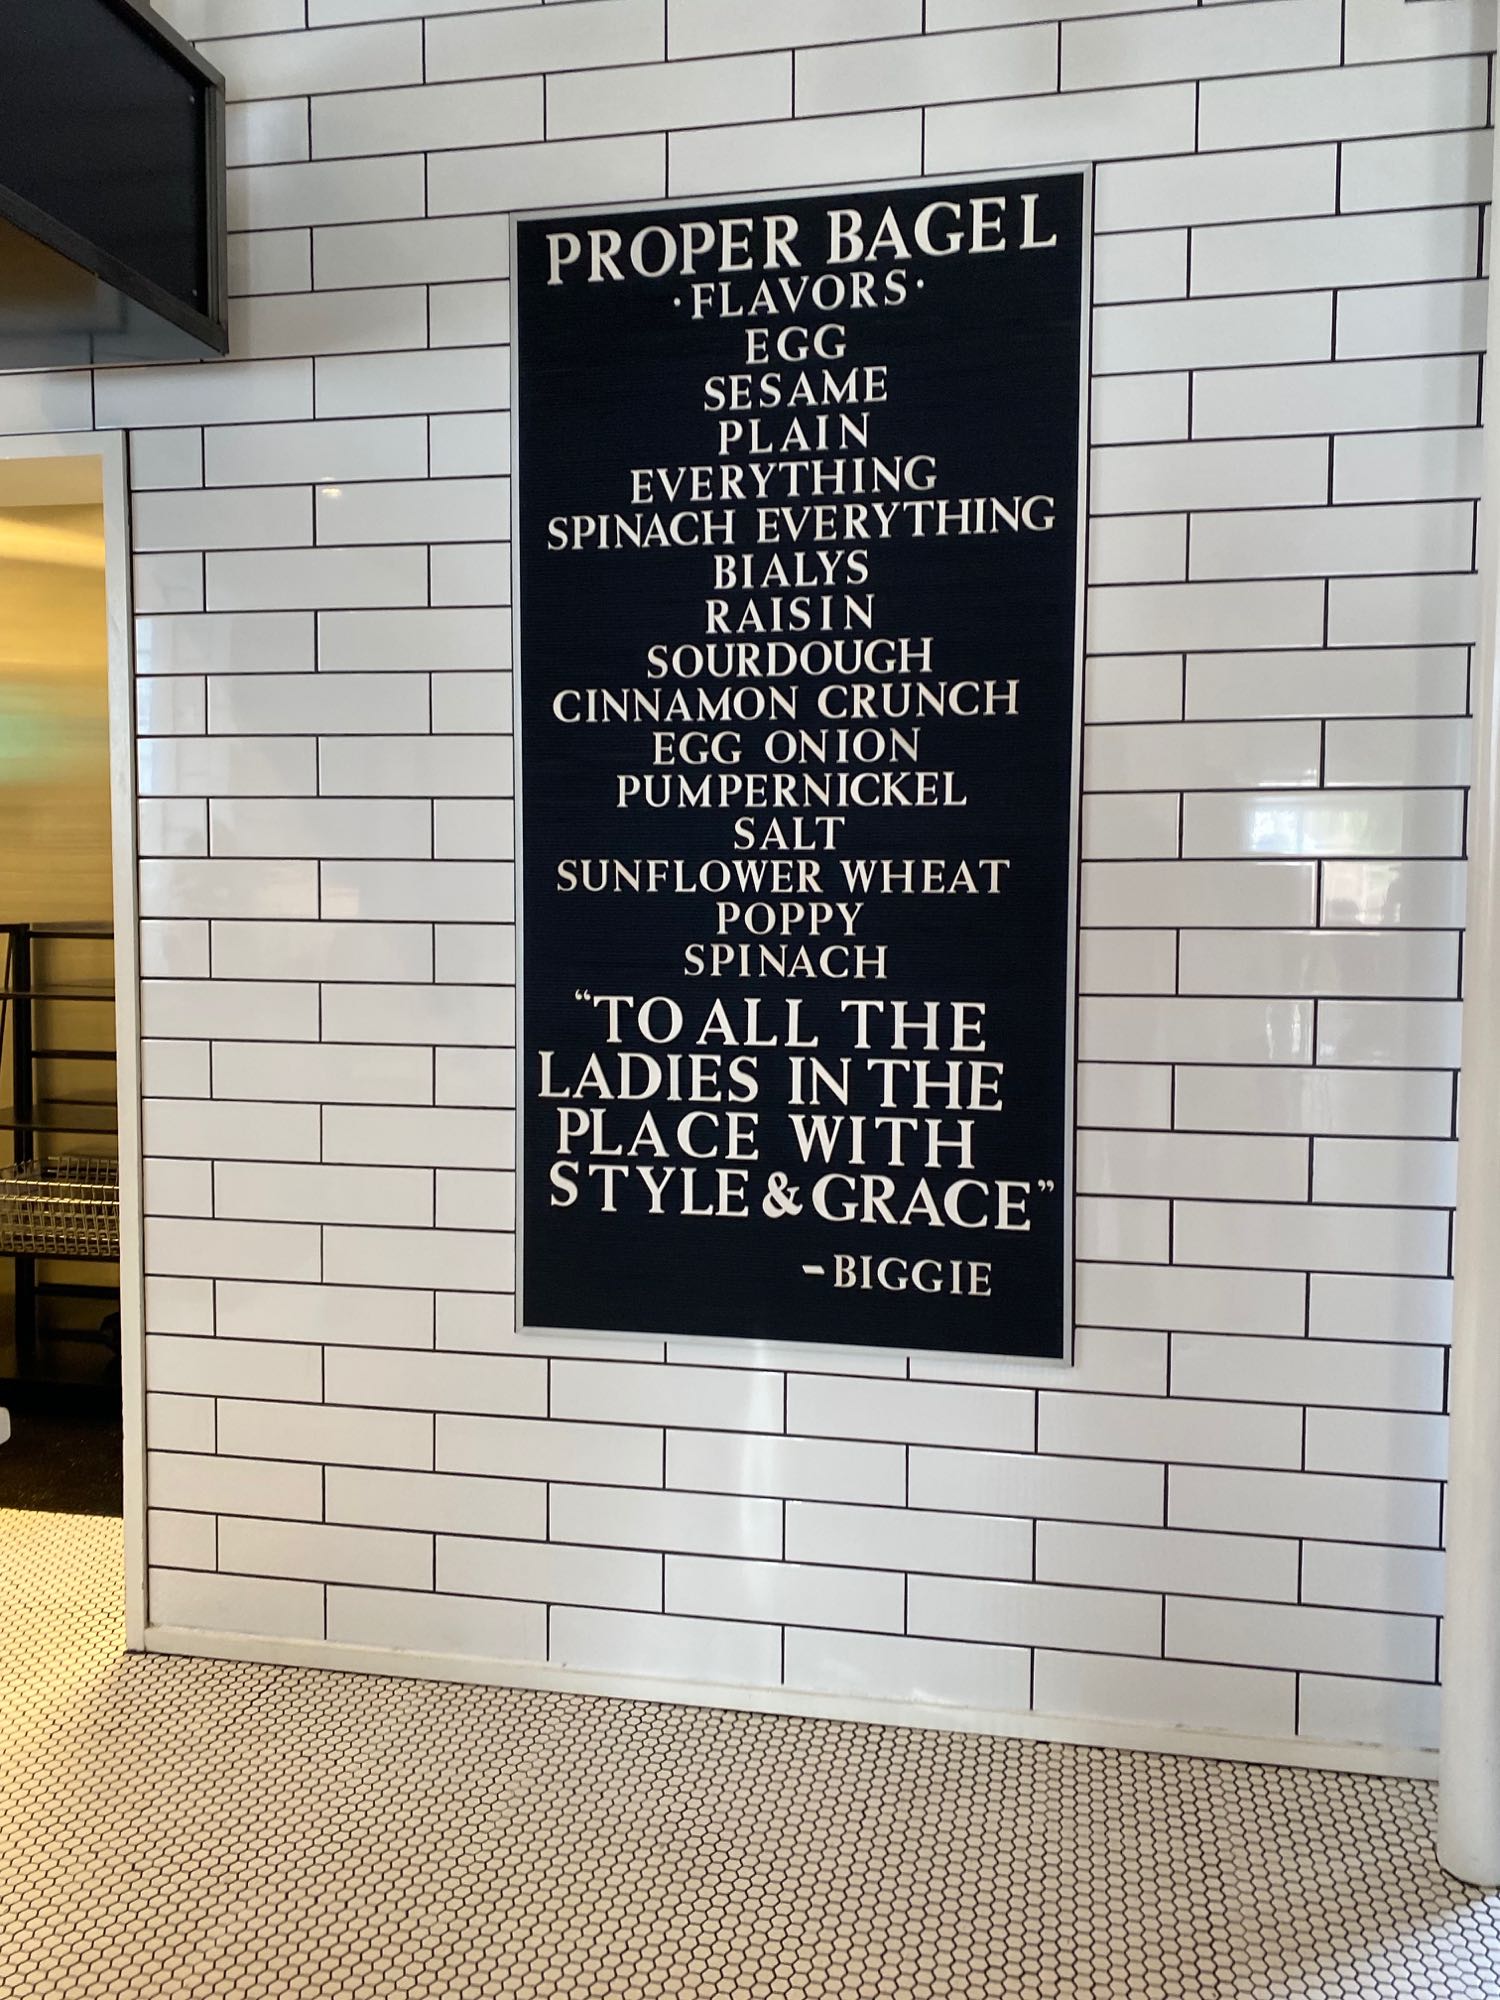 PROPER BAGEL
·FLAVORS·
EGG
SESAME
PLAIN
EVERYTHING
SPINACH EVERYTHING
BIALYS
RAISIN
SOURDOUGH
CINNAMON CRUNCH
EGG ONION
PUMPERNICKEL
SALT
SUNFLOWER WHEAT
POPPY
SPINACH
“TO ALL THE
LADIES IN THE
PLACE WITH
STYLE & GRACE”
-BIGGIE